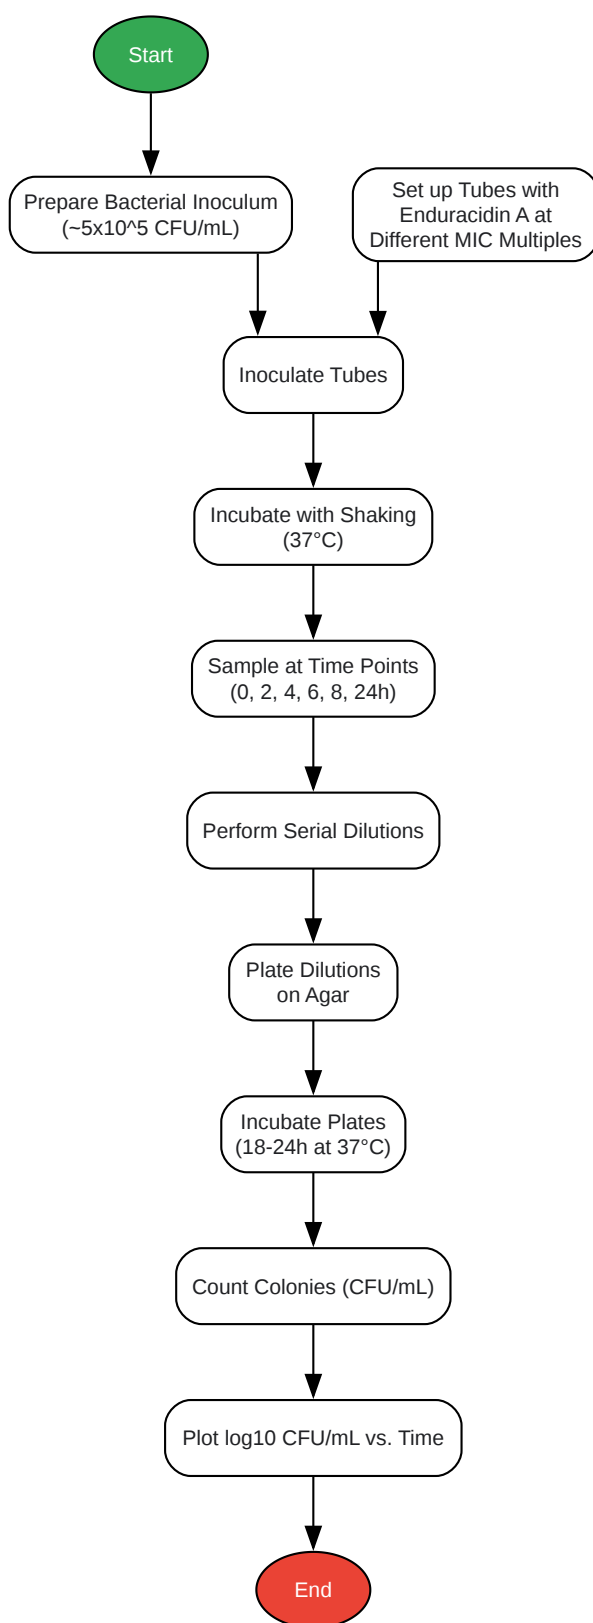 Start
Prepare Bacterial Inoculum
(~5x10^5 CFU/mL)
Set up Tubes with
Enduracidin A at
Different MIC Multiples
Inoculate Tubes
Incubate with Shaking
(37°C)
Sample at Time Points
(0, 2, 4, 6, 8, 24h)
Perform Serial Dilutions
Plate Dilutions
on Agar
Incubate Plates
(18-24h at 37°C)
Count Colonies (CFU/mL)
Plot log10 CFU/mL vs. Time
End